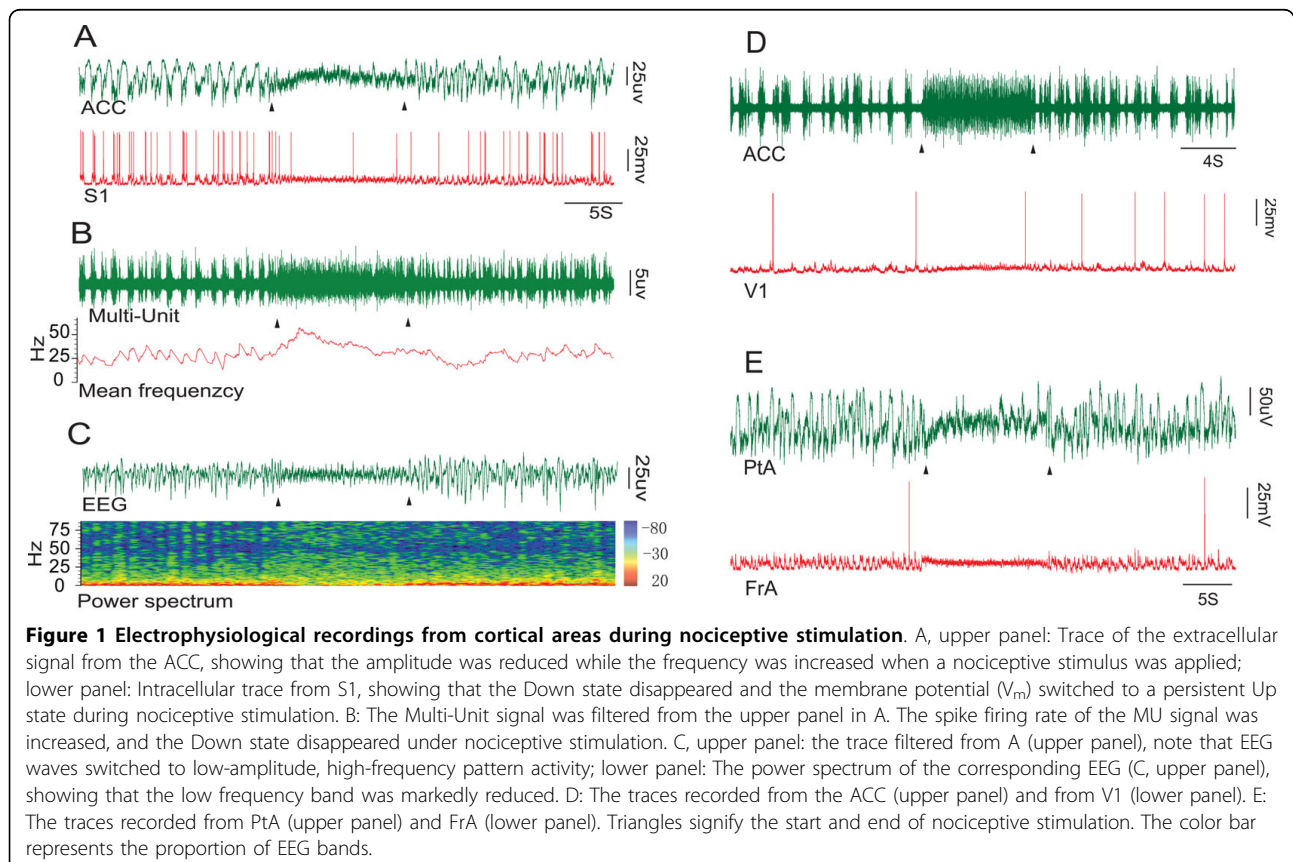 A
ACC
25uv
S1
25mv
5S
B
Multi-Unit
5uv
Hz
50
25
0
Mean frequenzcy
C
EEG
25uv
Hz
75
50
25
0
−80
−30
20
Power spectrum
D
ACC
4S
25mv
V1
E
PtA
50uV
25mV
FrA
5S
Figure 1 Electrophysiological recordings from cortical areas during nociceptive stimulation. A, upper panel: Trace of the extracellular
signal from the ACC, showing that the amplitude was reduced while the frequency was increased when a nociceptive stimulus was applied;
lower panel: Intracellular trace from S1, showing that the Down state disappeared and the membrane potential (Vm) switched to a persistent Up
state during nociceptive stimulation. B: The Multi-Unit signal was filtered from the upper panel in A. The spike firing rate of the MU signal was
increased, and the Down state disappeared under nociceptive stimulation. C, upper panel: the trace filtered from A (upper panel), note that EEG
waves switched to low-amplitude, high-frequency pattern activity; lower panel: The power spectrum of the corresponding EEG (C, upper panel),
showing that the low frequency band was markedly reduced. D: The traces recorded from the ACC (upper panel) and from V1 (lower panel). E:
The traces recorded from PtA (upper panel) and FrA (lower panel). Triangles signify the start and end of nociceptive stimulation. The color bar
represents the proportion of EEG bands.